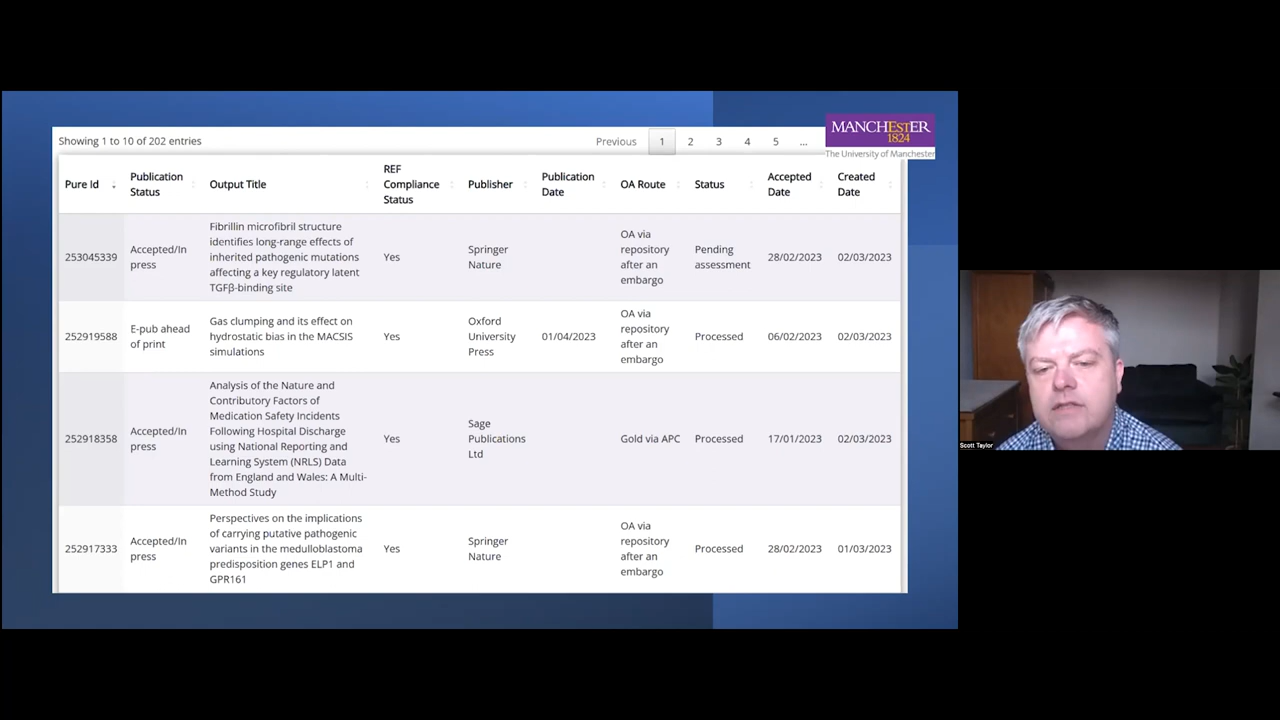 Showing 1 to 10 of 202 entries
Previous 1 2 3 4 5 ...
MANCHESTER
1824
The University of Manchester
Pure Id
Publication
Status
Output Title
REF
Compliance
Status
Publisher
Publication
Date
OA Route
Status
Accepted
Date
Created
Date
253045339
Accepted/In
press
Fibrillin microfibril structure
identifies long-range effects of
inherited pathogenic mutations
affecting a key regulatory latent
TGFβ-binding site
Yes
Springer
Nature
OA via
repository
after an
embargo
Pending
assessment
28/02/2023
02/03/2023
252919588
E-pub ahead
of print
Gas clumping and its effect on
hydrostatic bias in the MACSIS
simulations
Yes
Oxford
University
Press
01/04/2023
OA via
repository
after an
embargo
Processed
06/02/2023
02/03/2023
252918358
Accepted/In
press
Analysis of the Nature and
Contributory Factors of
Medication Safety Incidents
Following Hospital Discharge
using National Reporting and
Learning System (NRLS) Data
from England and Wales: A Multi-
Method Study
Yes
Sage
Publications
Ltd
Gold via APC
Processed
17/01/2023
02/03/2023
252917333
Accepted/In
press
Perspectives on the implications
of carrying putative pathogenic
variants in the medulloblastoma
predisposition genes ELP1 and
GPR161
Yes
Springer
Nature
OA via
repository
after an
embargo
Processed
28/02/2023
01/03/2023
Scott Taylor